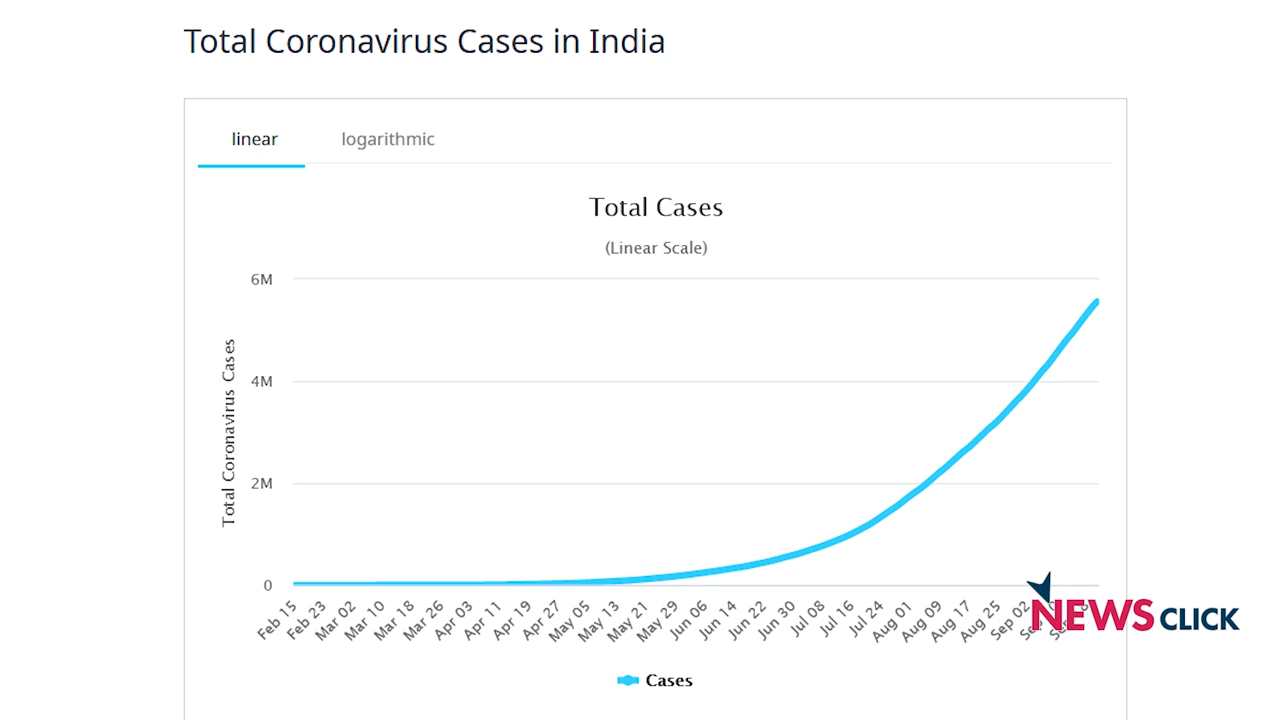 Total Coronavirus Cases in India
linear
logarithmic
Total Cases
(Linear Scale)
6M
4M
2M
0
Total Coronavirus Cases
Feb 15
Feb 23
Mar 02
Mar 10
Mar 18
Mar 26
Apr 03
Apr 11
Apr 19
Apr 27
May 05
May 13
May 21
May 29
Jun 06
Jun 14
Jun 22
Jun 30
Jul 08
Jul 16
Jul 24
Aug 01
Aug 09
Aug 17
Aug 25
Sep 02
Cases
NEWSCLICK